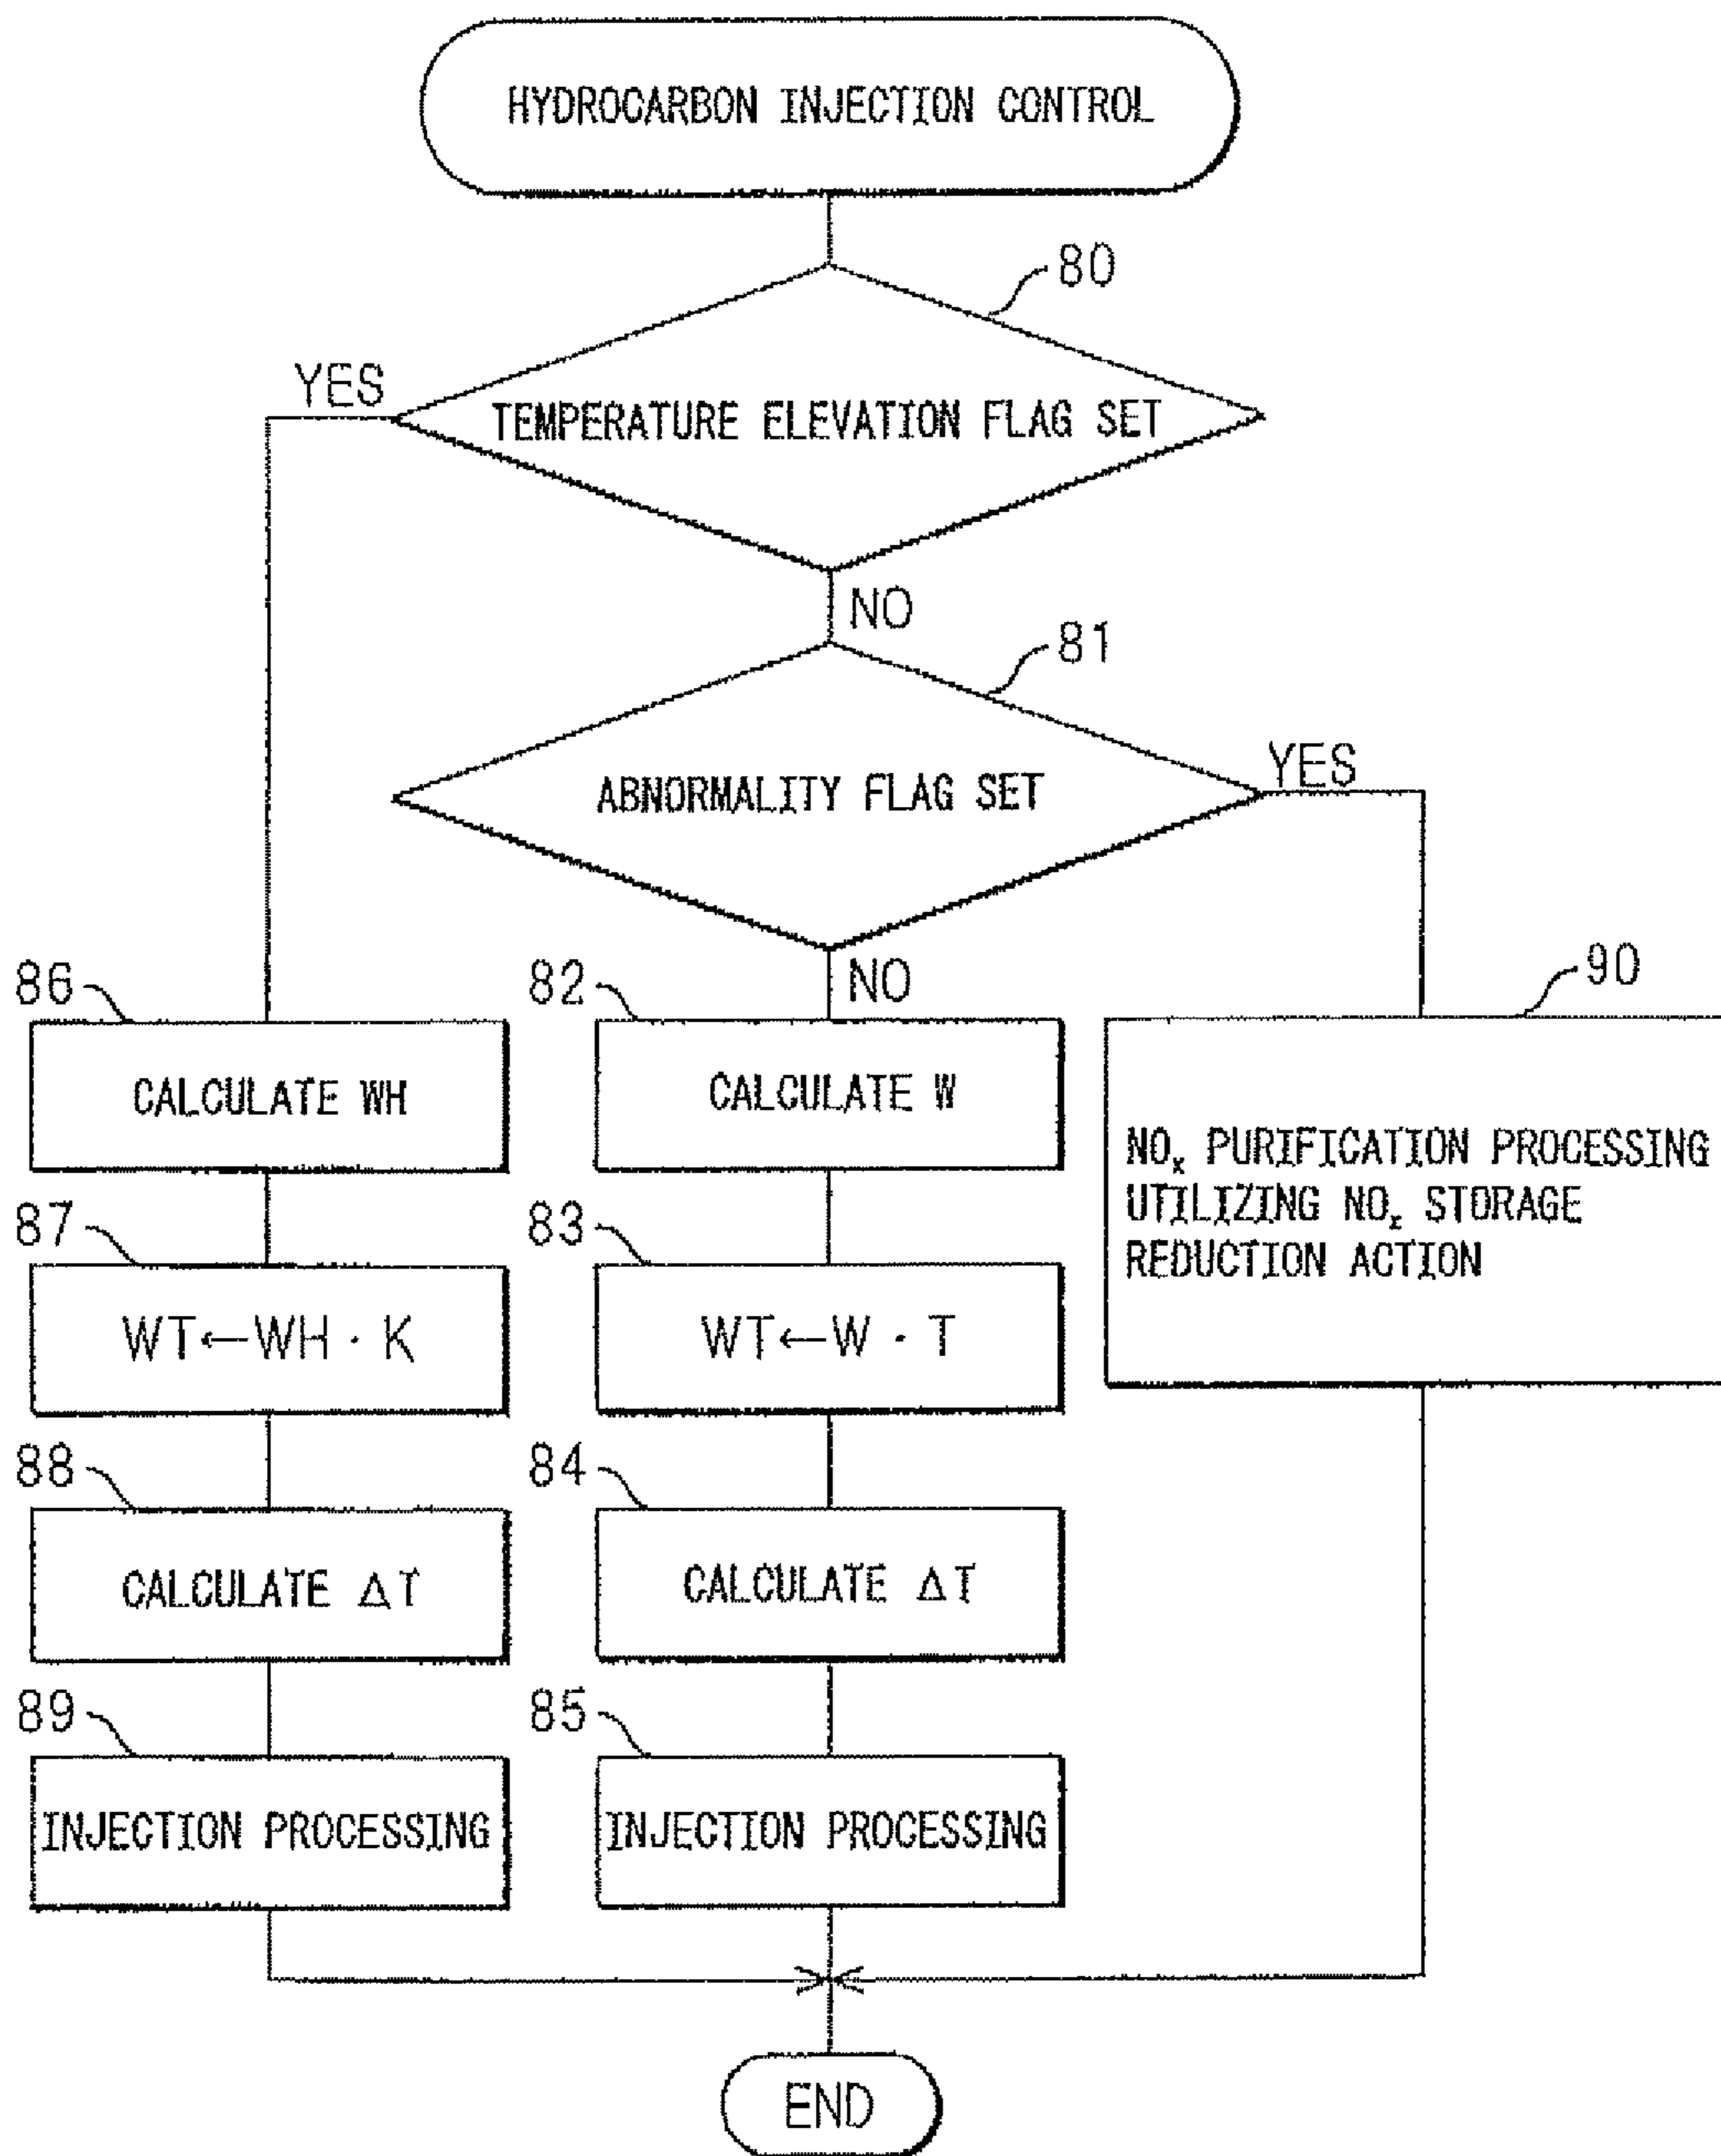 HYDROCARBON INJECTION CONTROL
80
YES
TEMPERATURE ELEVATION FLAG SET
NO
81
YES
ABNORMALITY FLAG SET
NO
86
82
90
CALCULATE WH
CALCULATE W
NOx PURIFICATION PROCESSING
UTILIZING NOx STORAGE
REDUCTION ACTION
87
83
WT←WH · K
WT←W · T
88
84
CALCULATE ΔT
CALCULATE ΔT
89
85
INJECTION PROCESSING
INJECTION PROCESSING
END